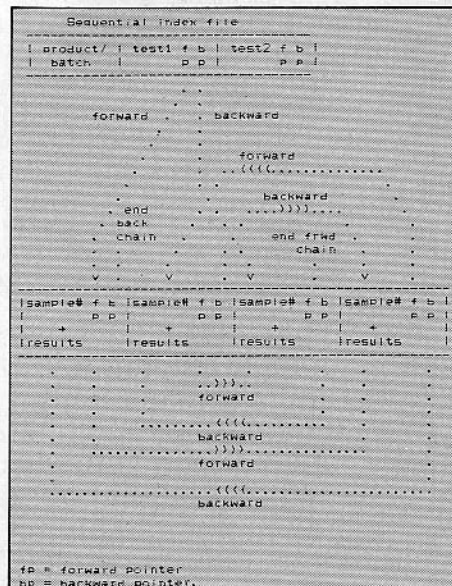 Sequential index file
| product/ | test1 f b | test2 f b |
| batch | p p | p p |
forward backward
forward
((((
backward
))))
end
back
chain
end frwd
chain
v v v v
|sample# f b |sample# f b |sample# f b |sample# f b |
| p p | p p | p p | p p |
| + | + | + | + |
|results |results |results |results |
))))
forward
((((
backward
))))
forward
((((
backward
fp = forward pointer
bp = backward pointer.